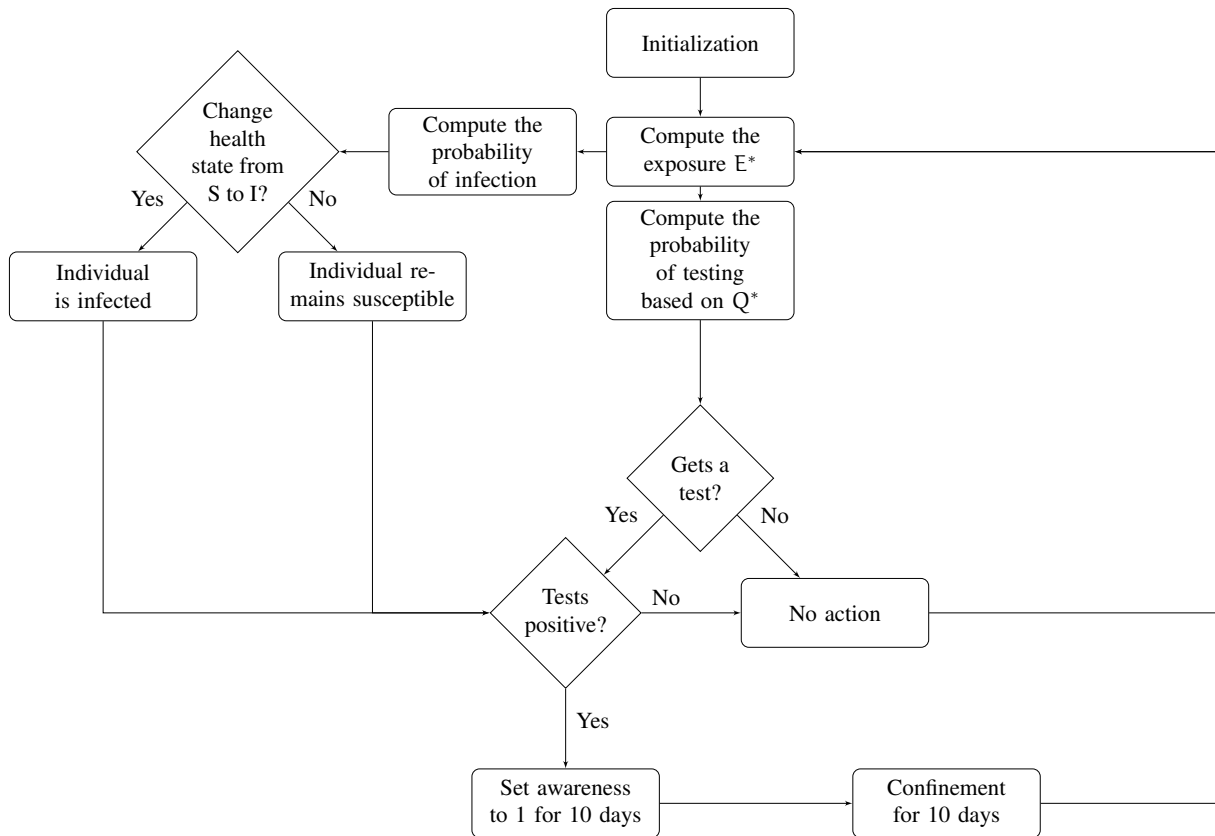 Initialization
Change
health
state from
S to I?
Compute the
probability
of infection
Compute the
exposure E*
Yes
No
Compute the
probability
of testing
based on Q*
Individual
is infected
Individual re-
mains susceptible
Gets a
test?
Yes
No
Tests
positive?
No
No action
Yes
Set awareness
to 1 for 10 days
Confinement
for 10 days